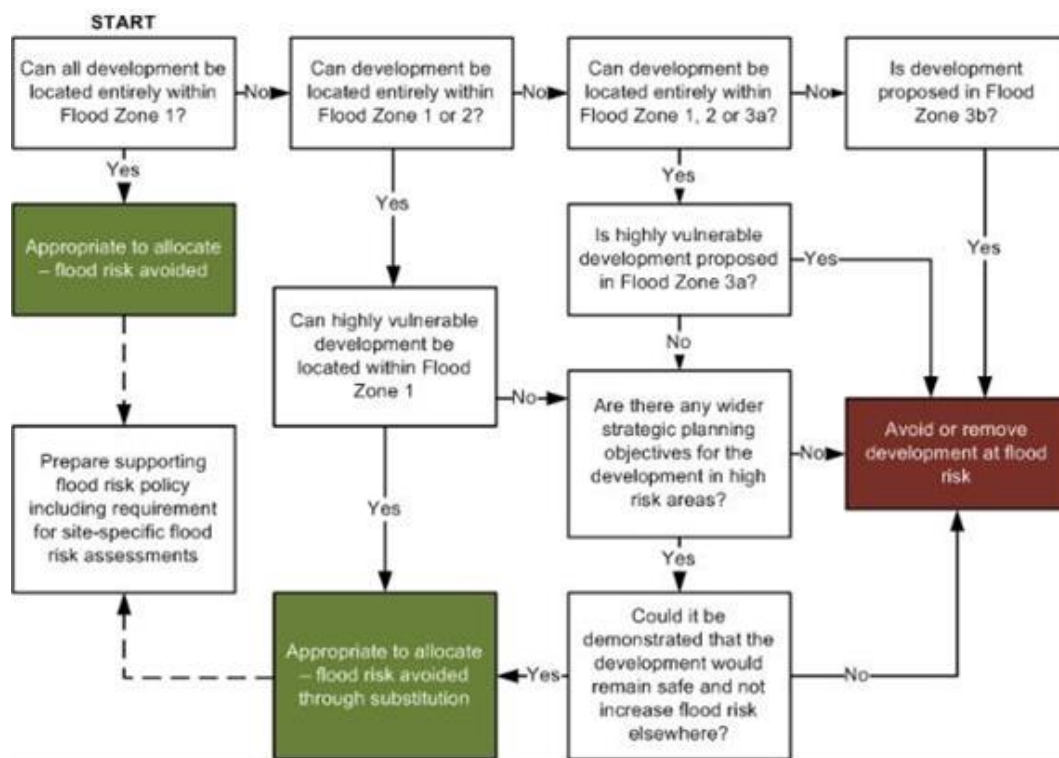 START
Can all development be
located entirely within
Flood Zone 1?
No
Can development be
located entirely within
Flood Zone 1 or 2?
No
Can development be
located entirely within
Flood Zone 1, 2 or 3a?
No
Is development
proposed in Flood
Zone 3b?
Yes
Yes
Yes
Yes
Appropriate to allocate
– flood risk avoided
Is highly vulnerable
development proposed
in Flood Zone 3a?
Yes
No
Can highly vulnerable
development be
located within Flood
Zone 1
No
Yes
Are there any wider
strategic planning
objectives for the
development in high
risk areas?
No
Yes
Avoid or remove
development at flood
risk
Prepare supporting
flood risk policy
including requirement
for site-specific flood
risk assessments
Appropriate to allocate
– flood risk avoided
through substitution
Yes
Could it be
demonstrated that the
development would
remain safe and not
increase flood risk
elsewhere?
No